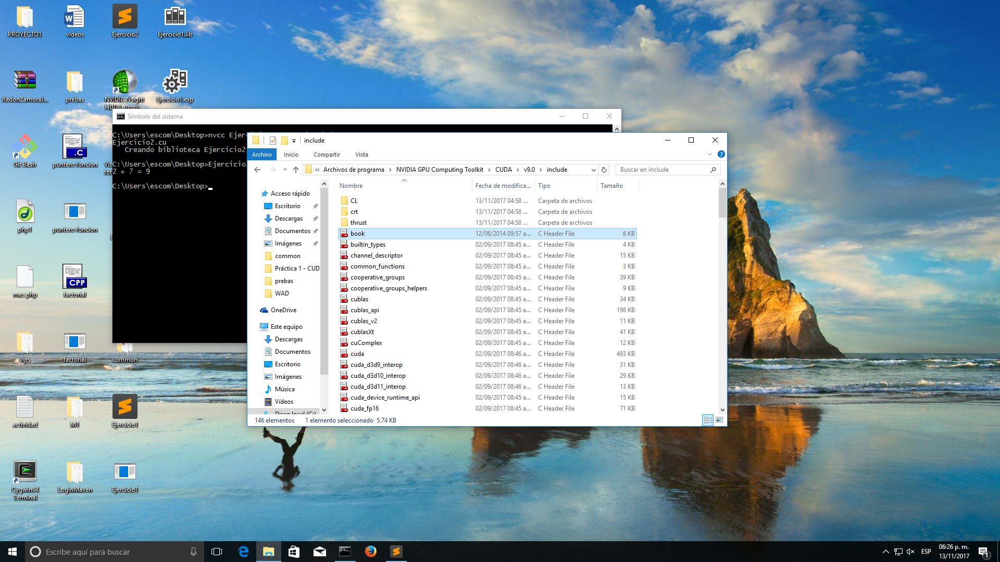 PROYECTO1
videos
Ejercicio2
Ejercicio1.lib
RedonZamoraJ...
prebas
NVIDIA Nsight
HUD Launch...
Ejercicio1.exp
Git Bash
puntero funcion
php1
puntero funcion
mas php
factorial
vips
factorial
common
actividad
M1
Ejercicio1
Cygwin64
Terminal
LoginMaven
Ejercicio1
Símbolo del sistema
C:\Users\escom\Desktop>nvcc Ejer
Ejercicio2.cu
Creando biblioteca Ejercicio2
C:\Users\escom\Desktop>Ejercicio
2 + 7 = 9
C:\Users\escom\Desktop>
include
Archivo Inicio Compartir Vista
« Archivos de programa > NVIDIA GPU Computing Toolkit > CUDA > v9.0 > include
Buscar en include
Acceso rápido
Escritorio
Descargas
Documentos
Imágenes
common
Práctica 1 - CUD
prebas
WAD
OneDrive
Este equipo
Descargas
Documentos
Escritorio
Imágenes
Música
Vídeos
Disco local (C:)
Nombre Fecha de modifica... Tipo Tamaño
CL 13/11/2017 04:58 ... Carpeta de archivos
crt 13/11/2017 04:58 ... Carpeta de archivos
thrust 13/11/2017 04:58 ... Carpeta de archivos
book 12/06/2014 09:57 a... C Header File 6 KB
builtin_types 02/09/2017 08:45 a... C Header File 4 KB
channel_descriptor 02/09/2017 08:45 a... C Header File 15 KB
common_functions 02/09/2017 08:45 a... C Header File 3 KB
cooperative_groups 02/09/2017 08:45 a... C Header File 39 KB
cooperative_groups_helpers 02/09/2017 08:45 a... C Header File 9 KB
cublas 02/09/2017 08:45 a... C Header File 34 KB
cublas_api 02/09/2017 08:45 a... C Header File 198 KB
cublas_v2 02/09/2017 08:45 a... C Header File 11 KB
cublasXt 02/09/2017 08:45 a... C Header File 41 KB
cuComplex 02/09/2017 08:45 a... C Header File 12 KB
cuda 02/09/2017 08:46 a... C Header File 493 KB
cuda_d3d9_interop 02/09/2017 08:46 a... C Header File 31 KB
cuda_d3d10_interop 02/09/2017 08:46 a... C Header File 29 KB
cuda_d3d11_interop 02/09/2017 08:46 a... C Header File 13 KB
cuda_device_runtime_api 02/09/2017 08:45 a... C Header File 15 KB
cuda_fp16 02/09/2017 08:45 a... C Header File 71 KB
146 elementos 1 elemento seleccionado 5.74 KB
Escribe aquí para buscar
ESP
06:26 p. m.
13/11/2017
1